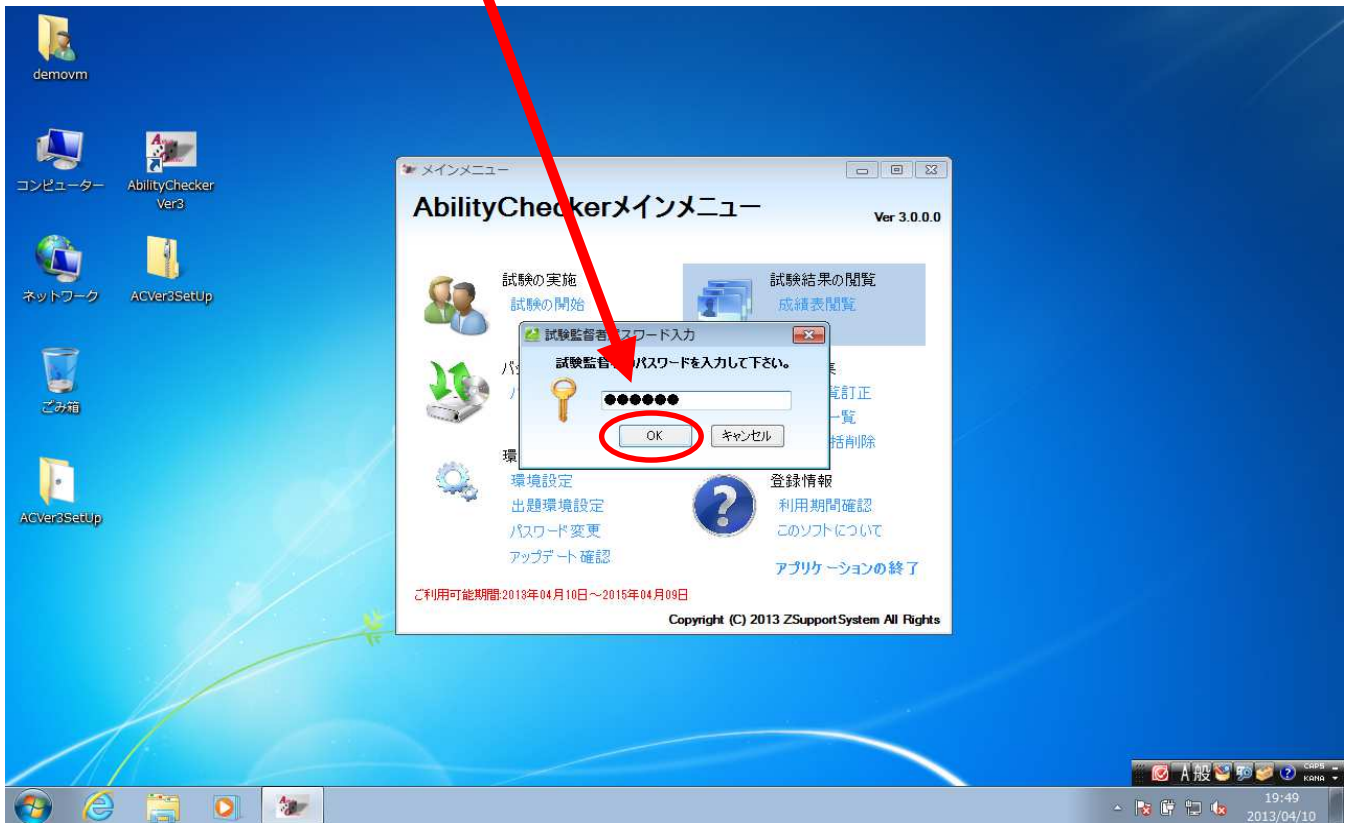 demovm
コンピューター
AbilityChecker
Ver3
ネットワーク
ACVer3SetUp
ごみ箱
ACVer3SetUp
メインメニュー
AbilityCheckerメインメニュー
Ver 3.0.0.0
試験の実施
試験の開始
試験結果の閲覧
成績表閲覧
試験監督者 スワード入力
試験監督 のパスワードを入力して下さい。
●●●●●●
OK
キャンセル
覧訂正
一覧
括削除
環
環境設定
出題環境設定
パスワード変更
アップデート確認
登録情報
利用期間確認
このソフトについて
アプリケーションの終了
ご利用可能期間:2013年04月10日～2015年04月09日
Copyright (C) 2013 ZSupportSystem All Rights
A 般
CAPS
KANA
19:49
2013/04/10